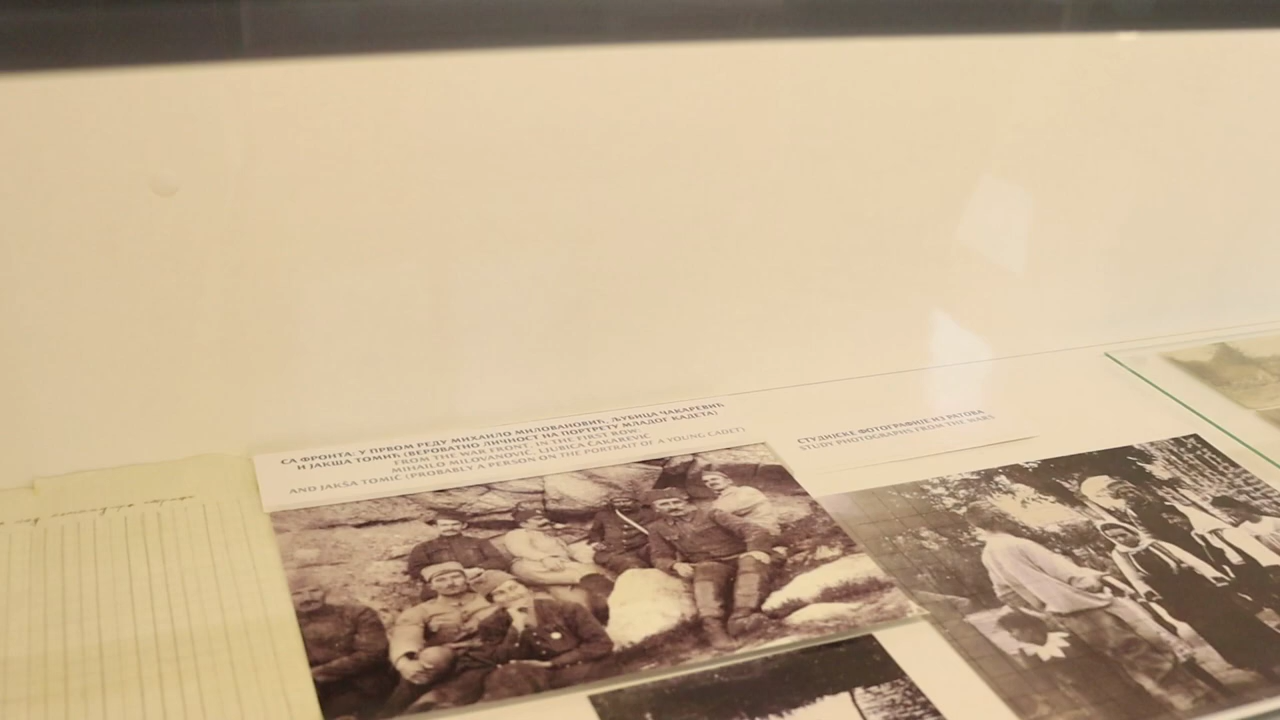 СА ФРОНТА: У ПРВОМ РЕДУ МИХАИЛО МИЛОВАНОВИЋ, ЉУБИЦА ЧАКАРЕВИЋ
И ЈАКША ТОМИЋ (ВЕРОВАТНО ЛИЧНОСТ НА ПОРТРЕТУ МЛАДОГ КАДЕТА)
FROM THE WAR FRONT: IN THE FIRST ROW:
MIHAILO MILOVANOVIĆ, LJUBICA ČAKAREVIĆ
AND JAKŠA TOMIĆ (PROBABLY A PERSON ON THE PORTRAIT OF A YOUNG CADET)
СТУДИЈСКЕ ФОТОГРАФИЈЕ ИЗ РАТОВА
STUDY PHOTOGRAPHS FROM THE WARS